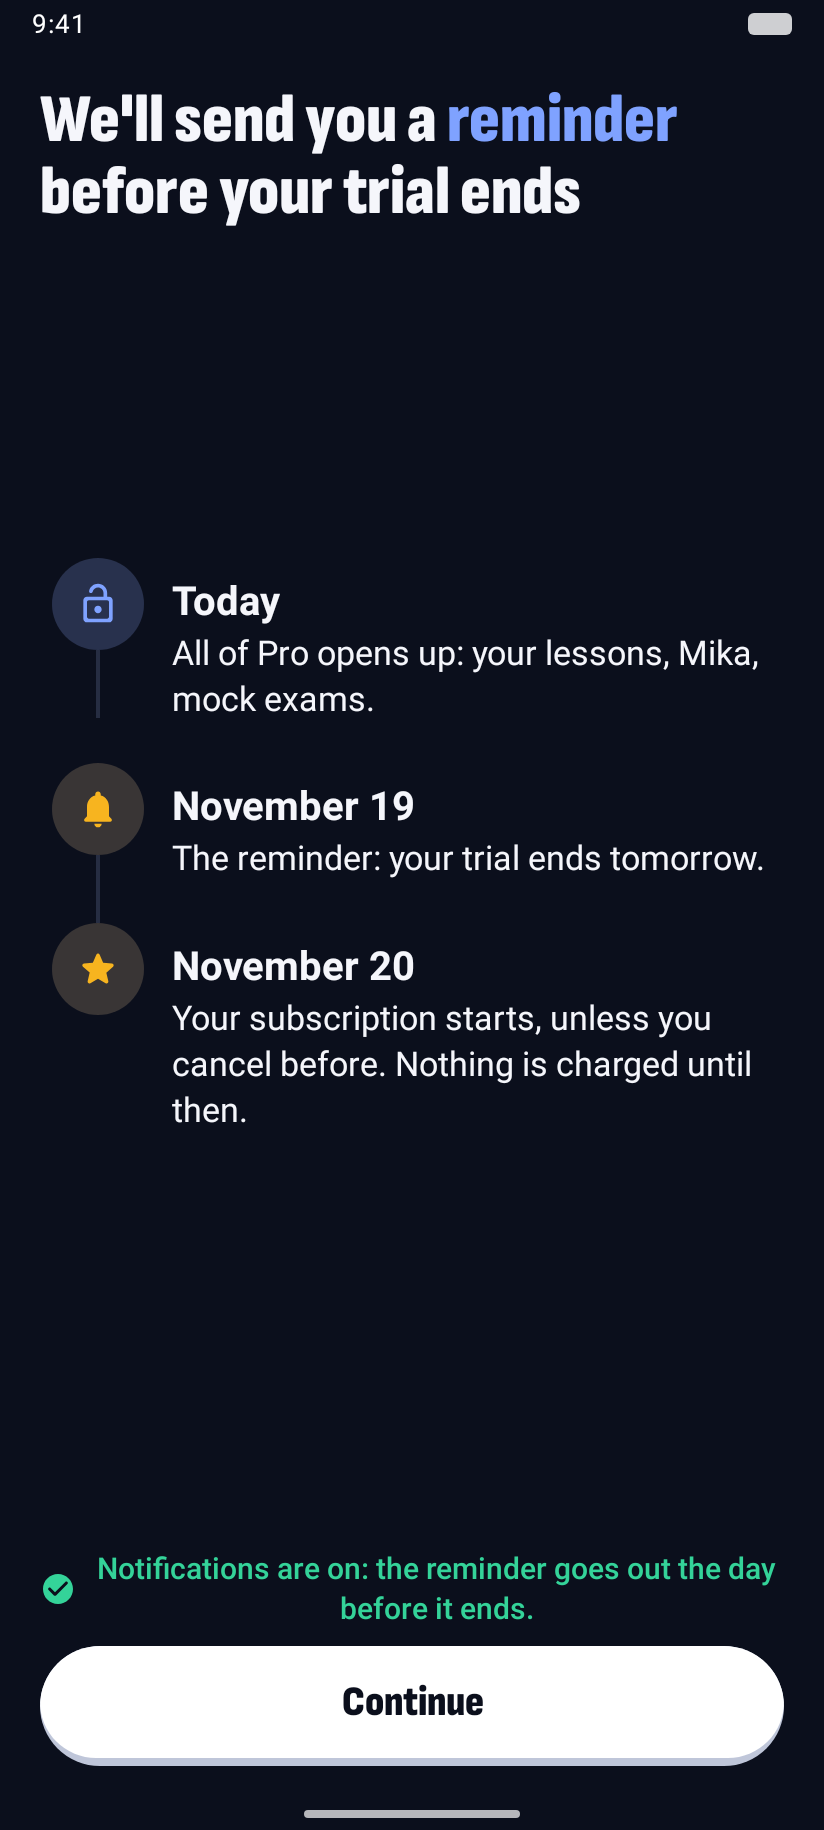 9:41
We'll send you a reminder
before your trial ends
Today
All of Pro opens up: your lessons, Mika,
mock exams.
November 19
The reminder: your trial ends tomorrow.
November 20
Your subscription starts, unless you
cancel before. Nothing is charged until
then.
Notifications are on: the reminder goes out the day
before it ends.
Continue